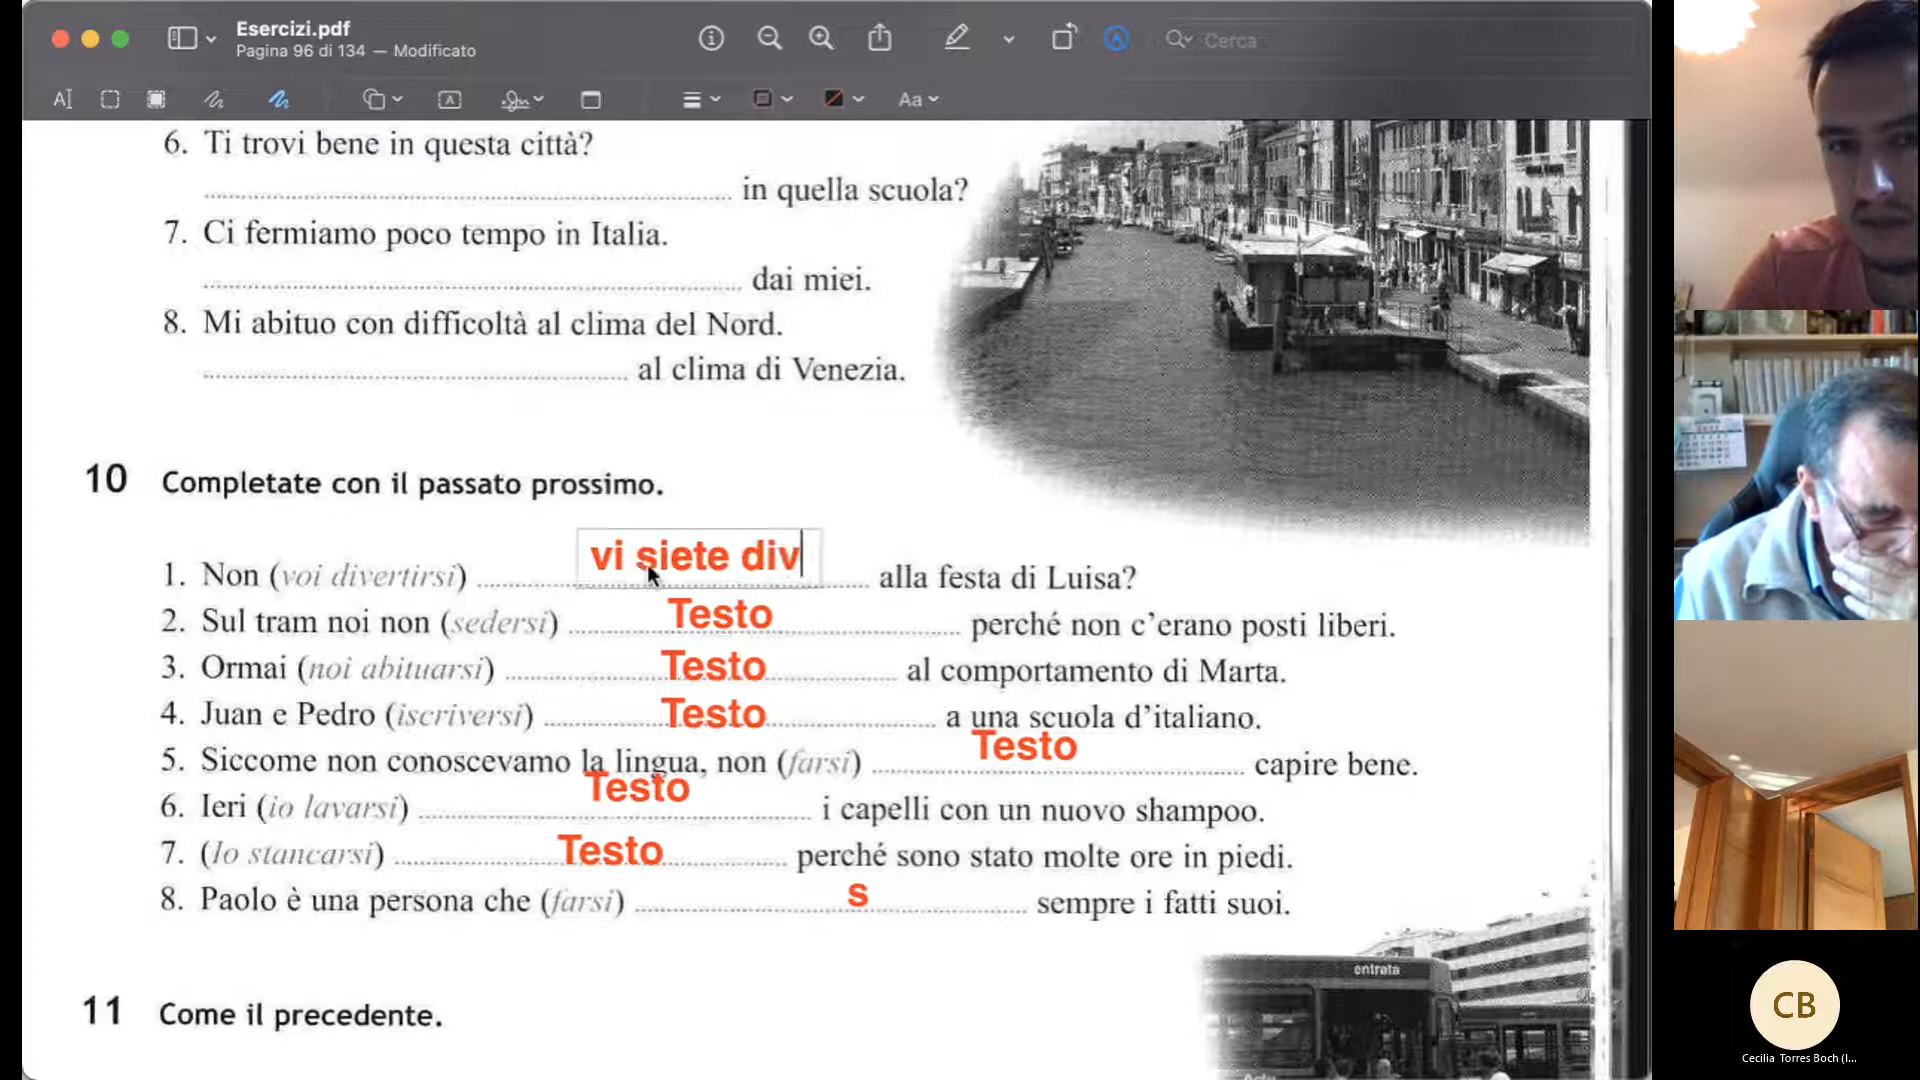 Esercizi.pdf
Pagina 96 di 134 — Modificato
Cerca
Aa
6. Ti trovi bene in questa città?
in quella scuola?
7. Ci fermiamo poco tempo in Italia.
dai miei.
8. Mi abituo con difficoltà al clima del Nord.
al clima di Venezia.
10 Completate con il passato prossimo.
1. Non (voi divertirsi) vi siete div alla festa di Luisa?
2. Sul tram noi non (sedersi) Testo perché non c'erano posti liberi.
3. Ormai (noi abituarsi) Testo al comportamento di Marta.
4. Juan e Pedro (iscriversi) Testo a una scuola d'italiano.
5. Siccome non conoscevamo la lingua, non (farsi) Testo capire bene.
6. Ieri (io lavarsi) Testo i capelli con un nuovo shampoo.
7. (Io stancarsi) Testo perché sono stato molte ore in piedi.
8. Paolo è una persona che (farsi) s sempre i fatti suoi.
entrata
11 Come il precedente.
CB
Cecilia Torres Boch (I...